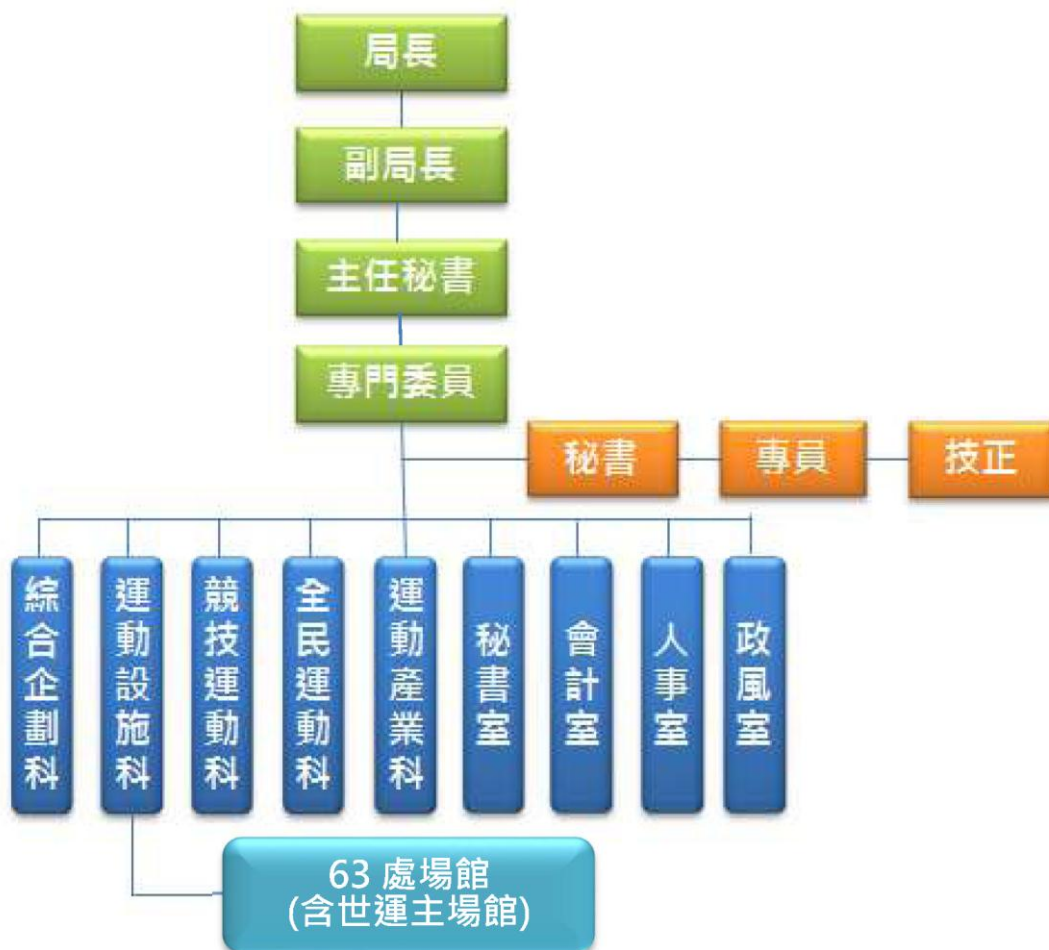 局長
副局長
主任秘書
專門委員
秘書
專員
技正
綜合企劃科
運動設施科
競技運動科
全民運動科
運動產業科
秘書室
會計室
人事室
政風室
63 處場館
(含世運主場館)